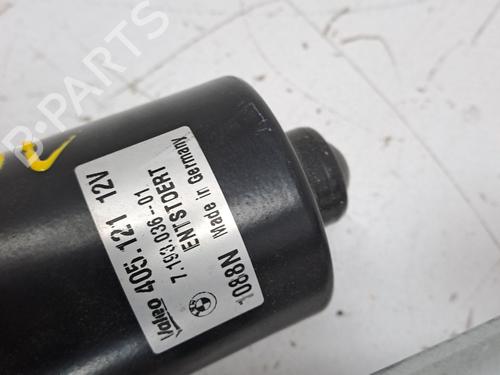 B-PARTS
Valeo 405.121 12V
7.193.036--01
ENTSTOERT
1088N Made in Germany